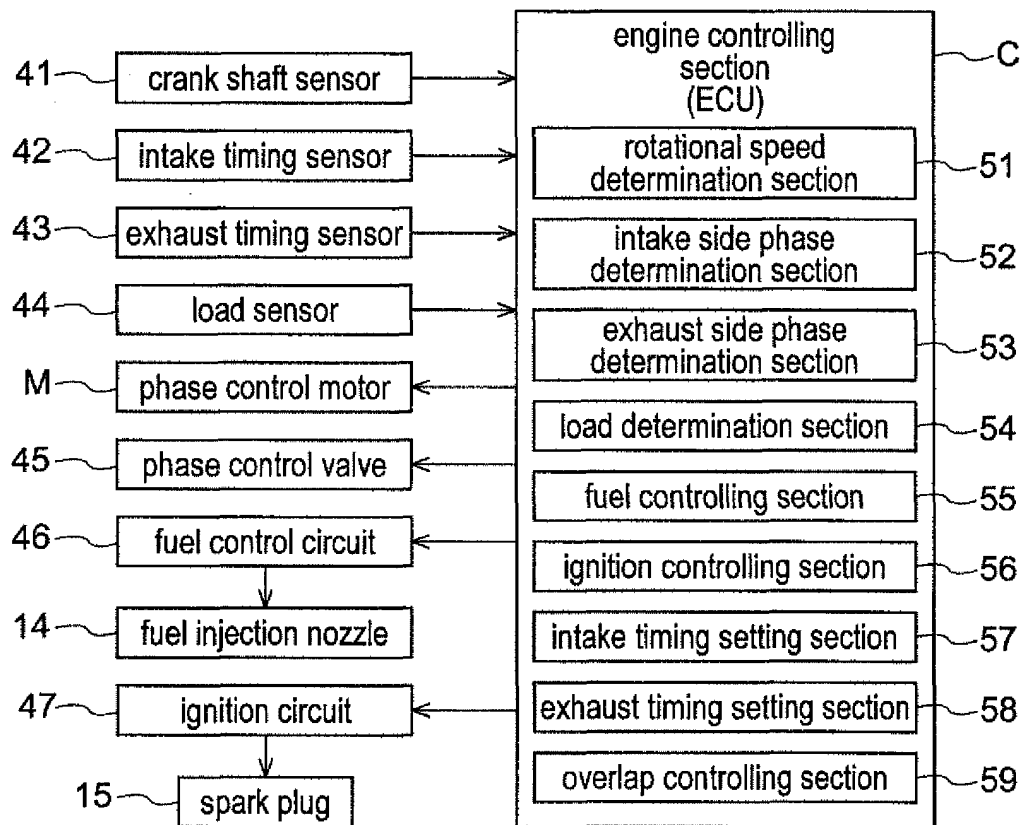 41
crank shaft sensor
42
intake timing sensor
43
exhaust timing sensor
44
load sensor
M
phase control motor
45
phase control valve
46
fuel control circuit
14
fuel injection nozzle
47
ignition circuit
15
spark plug
engine controlling
section
(ECU)
C
rotational speed
determination section
51
intake side phase
determination section
52
exhaust side phase
determination section
53
load determination section
54
fuel controlling section
55
ignition controlling section
56
intake timing setting section
57
exhaust timing setting section
58
overlap controlling section
59